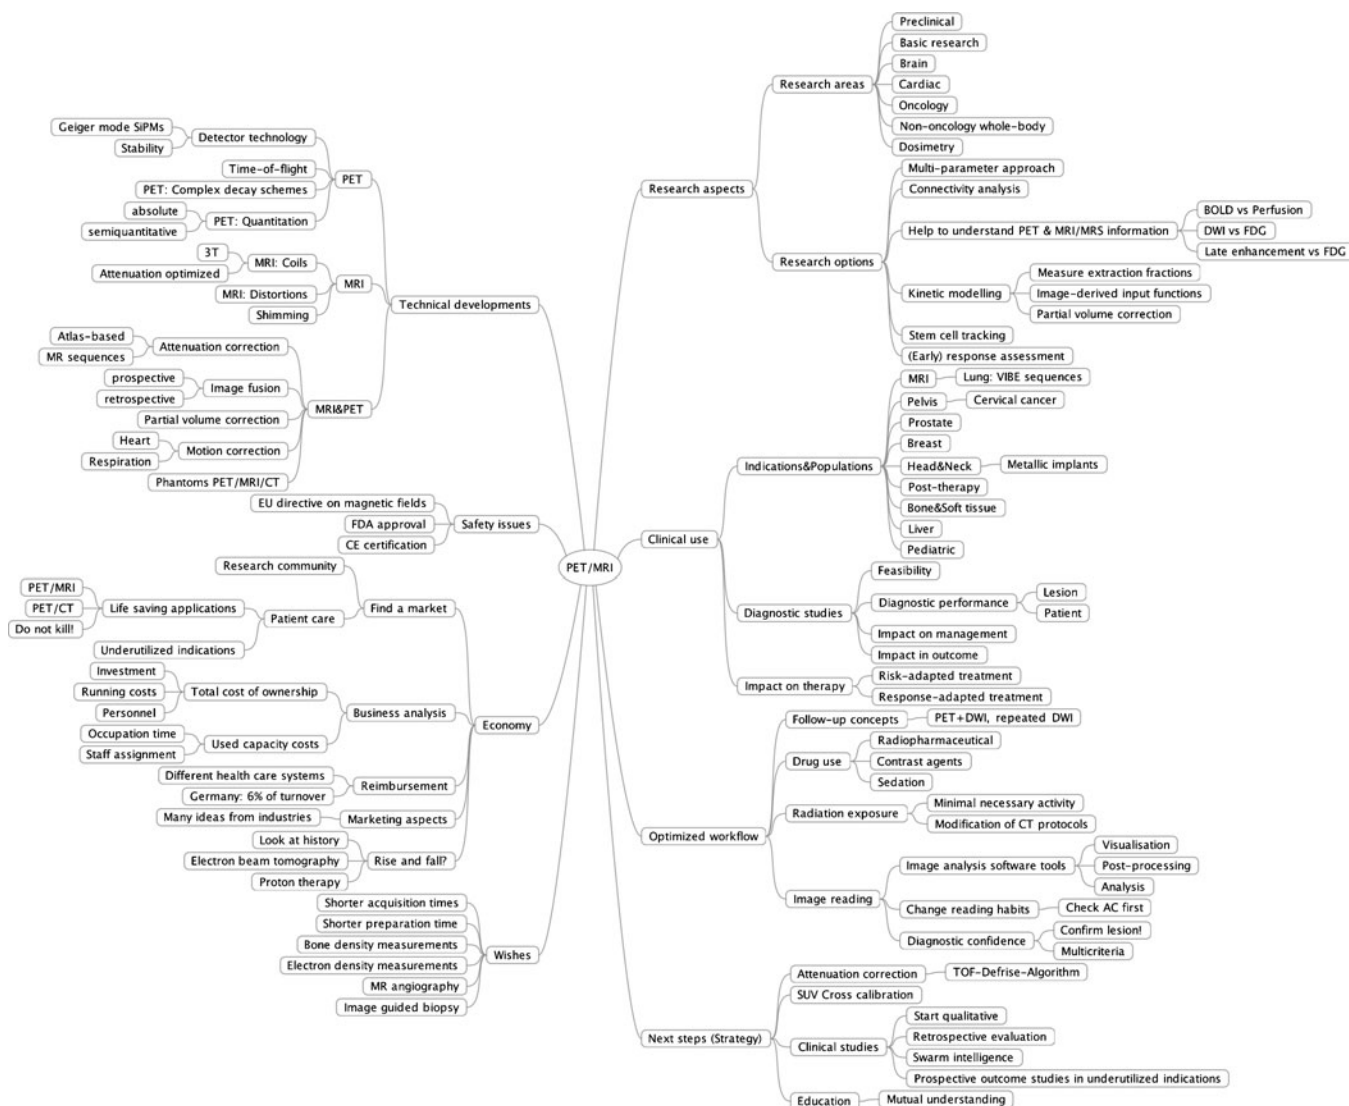 PET/MRI
Technical developments
PET
Detector technology
Geiger mode SiPMs
Stability
Time-of-flight
PET: Complex decay schemes
PET: Quantitation
absolute
semiquantitative
MRI
MRI: Coils
3T
Attenuation optimized
MRI: Distortions
Shimming
MRI&PET
Attenuation correction
Atlas-based
MR sequences
Image fusion
prospective
retrospective
Partial volume correction
Motion correction
Heart
Respiration
Phantoms PET/MRI/CT
Safety issues
EU directive on magnetic fields
FDA approval
CE certification
Economy
Find a market
Research community
Patient care
Life saving applications
PET/MRI
PET/CT
Do not kill!
Underutilized indications
Business analysis
Total cost of ownership
Investment
Running costs
Personnel
Used capacity costs
Occupation time
Staff assignment
Reimbursement
Different health care systems
Germany: 6% of turnover
Marketing aspects
Many ideas from industries
Rise and fall?
Look at history
Electron beam tomography
Proton therapy
Wishes
Shorter acquisition times
Shorter preparation time
Bone density measurements
Electron density measurements
MR angiography
Image guided biopsy
Research aspects
Research areas
Preclinical
Basic research
Brain
Cardiac
Oncology
Non-oncology whole-body
Dosimetry
Research options
Multi-parameter approach
Connectivity analysis
Help to understand PET & MRI/MRS information
BOLD vs Perfusion
DWI vs FDG
Late enhancement vs FDG
Kinetic modelling
Measure extraction fractions
Image-derived input functions
Partial volume correction
Stem cell tracking
(Early) response assessment
Clinical use
Indications&Populations
MRI
Lung: VIBE sequences
Pelvis
Cervical cancer
Prostate
Breast
Head&Neck
Metallic implants
Post-therapy
Bone&Soft tissue
Liver
Pediatric
Diagnostic studies
Feasibility
Diagnostic performance
Lesion
Patient
Impact on management
Impact in outcome
Impact on therapy
Risk-adapted treatment
Response-adapted treatment
Optimized workflow
Follow-up concepts
PET+DWI, repeated DWI
Drug use
Radiopharmaceutical
Contrast agents
Sedation
Radiation exposure
Minimal necessary activity
Modification of CT protocols
Image reading
Image analysis software tools
Visualisation
Post-processing
Analysis
Change reading habits
Check AC first
Diagnostic confidence
Confirm lesion!
Multicriteria
Next steps (Strategy)
Attenuation correction
TOF-Defrise-Algorithm
SUV Cross calibration
Clinical studies
Start qualitative
Retrospective evaluation
Swarm intelligence
Prospective outcome studies in underutilized indications
Education
Mutual understanding